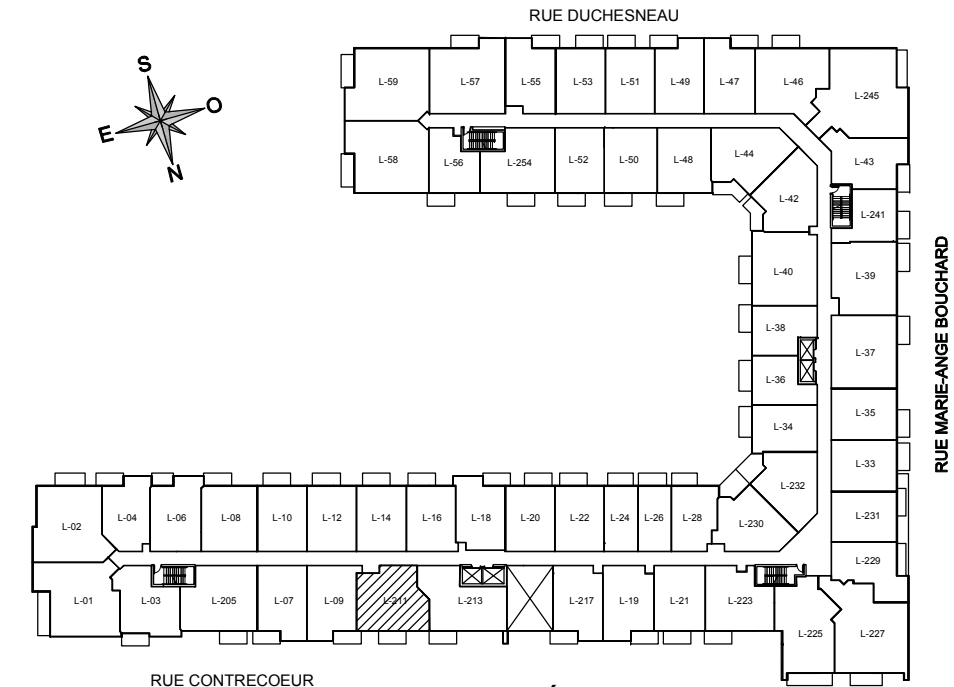 RUE DUCHESNEAU
S
O
E
N
L-59
L-57
L-55
L-53
L-51
L-49
L-47
L-46
L-245
L-58
L-56
L-254
L-52
L-50
L-48
L-44
L-43
L-42
L-241
L-40
L-39
L-38
L-37
L-36
L-35
L-34
L-33
L-232
L-231
L-230
L-229
RUE MARIE-ANGE BOUCHARD
L-02
L-04
L-06
L-08
L-10
L-12
L-14
L-16
L-18
L-20
L-22
L-24
L-26
L-28
L-01
L-03
L-205
L-07
L-09
L-211
L-213
L-217
L-19
L-21
L-223
L-225
L-227
RUE CONTRECOEUR